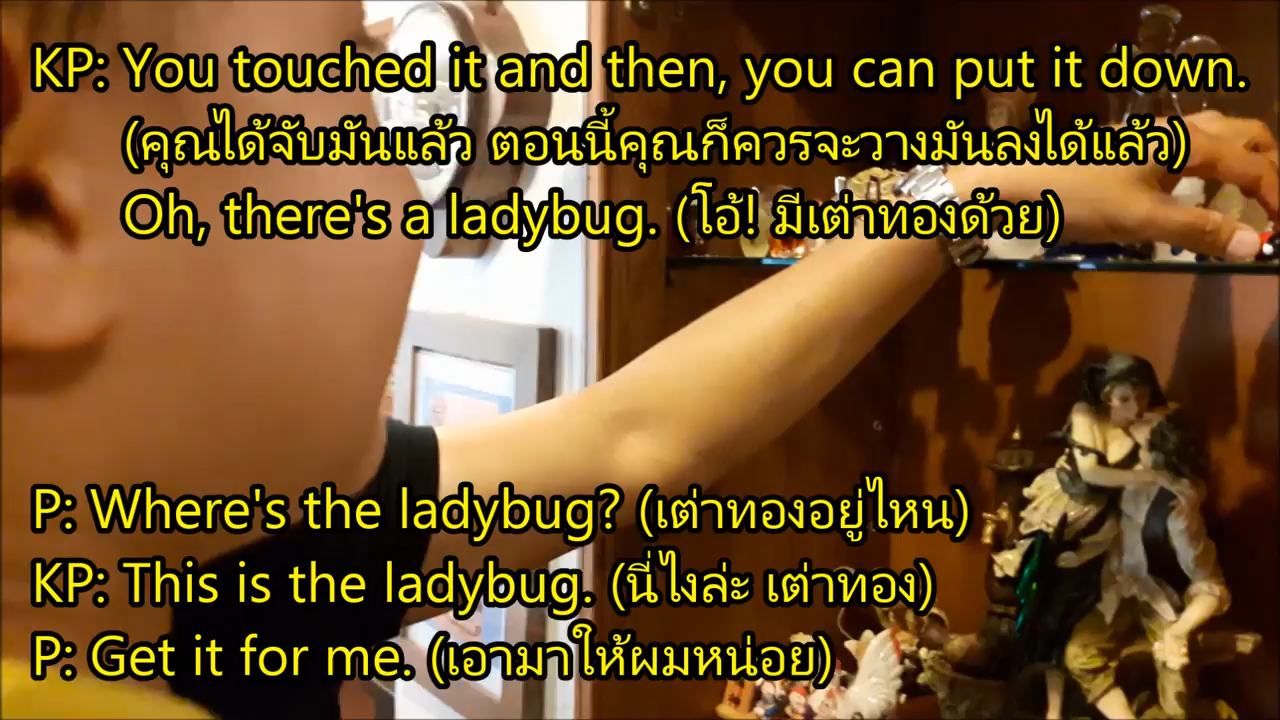 KP: You touched it and then, you can put it down.
(คุณได้จับมันแล้ว ตอนนี้คุณก็ควรจะวางมันลงได้แล้ว)
Oh, there's a ladybug. (โอ้! มีเต่าทองด้วย)
P: Where's the ladybug? (เต่าทองอยู่ไหน)
KP: This is the ladybug. (นี่ไงล่ะ เต่าทอง)
P: Get it for me. (เอามาให้ผมหน่อย)